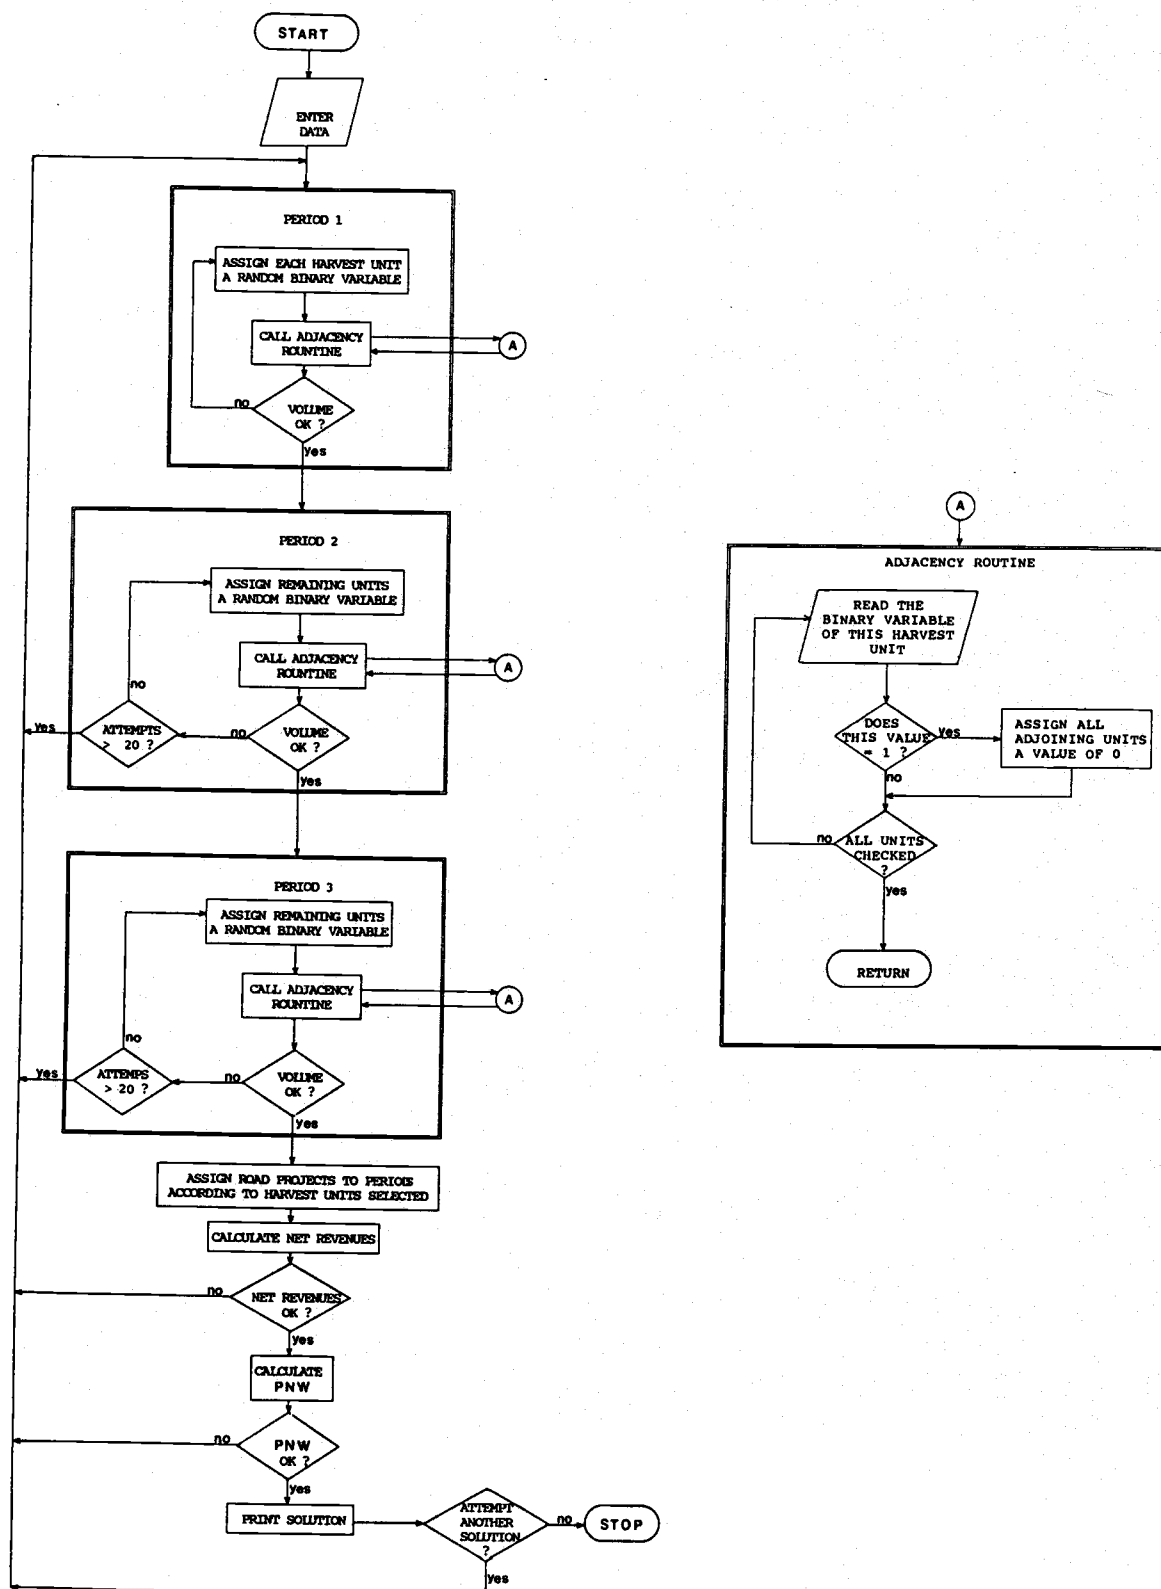 START
ENTER
DATA
PERIOD 1
ASSIGN EACH HARVEST UNIT
A RANDOM BINARY VARIABLE
CALL ADJACENCY
ROUNTINE
A
no
VOLUME
OK ?
yes
PERIOD 2
ASSIGN REMAINING UNITS
A RANDOM BINARY VARIABLE
CALL ADJACENCY
ROUNTINE
A
no
yes
ATTEMPTS
> 20 ?
no
VOLUME
OK ?
yes
PERIOD 3
ASSIGN REMAINING UNITS
A RANDOM BINARY VARIABLE
CALL ADJACENCY
ROUNTINE
A
no
yes
ATTEMPS
> 20 ?
no
VOLUME
OK ?
yes
ASSIGN ROAD PROJECTS TO PERIODS
ACCORDING TO HARVEST UNITS SELECTED
CALCULATE NET REVENUES
no
NET REVENUES
OK ?
yes
CALCULATE
PNW
no
PNW
OK ?
yes
PRINT SOLUTION
ATTEMPT
ANOTHER
SOLUTION
?
no
STOP
yes
A
ADJACENCY ROUTINE
READ THE
BINARY VARIABLE
OF THIS HARVEST
UNIT
DOES
THIS VALUE
= 1 ?
yes
ASSIGN ALL
ADJOINING UNITS
A VALUE OF 0
no
no
ALL UNITS
CHECKED
?
yes
RETURN